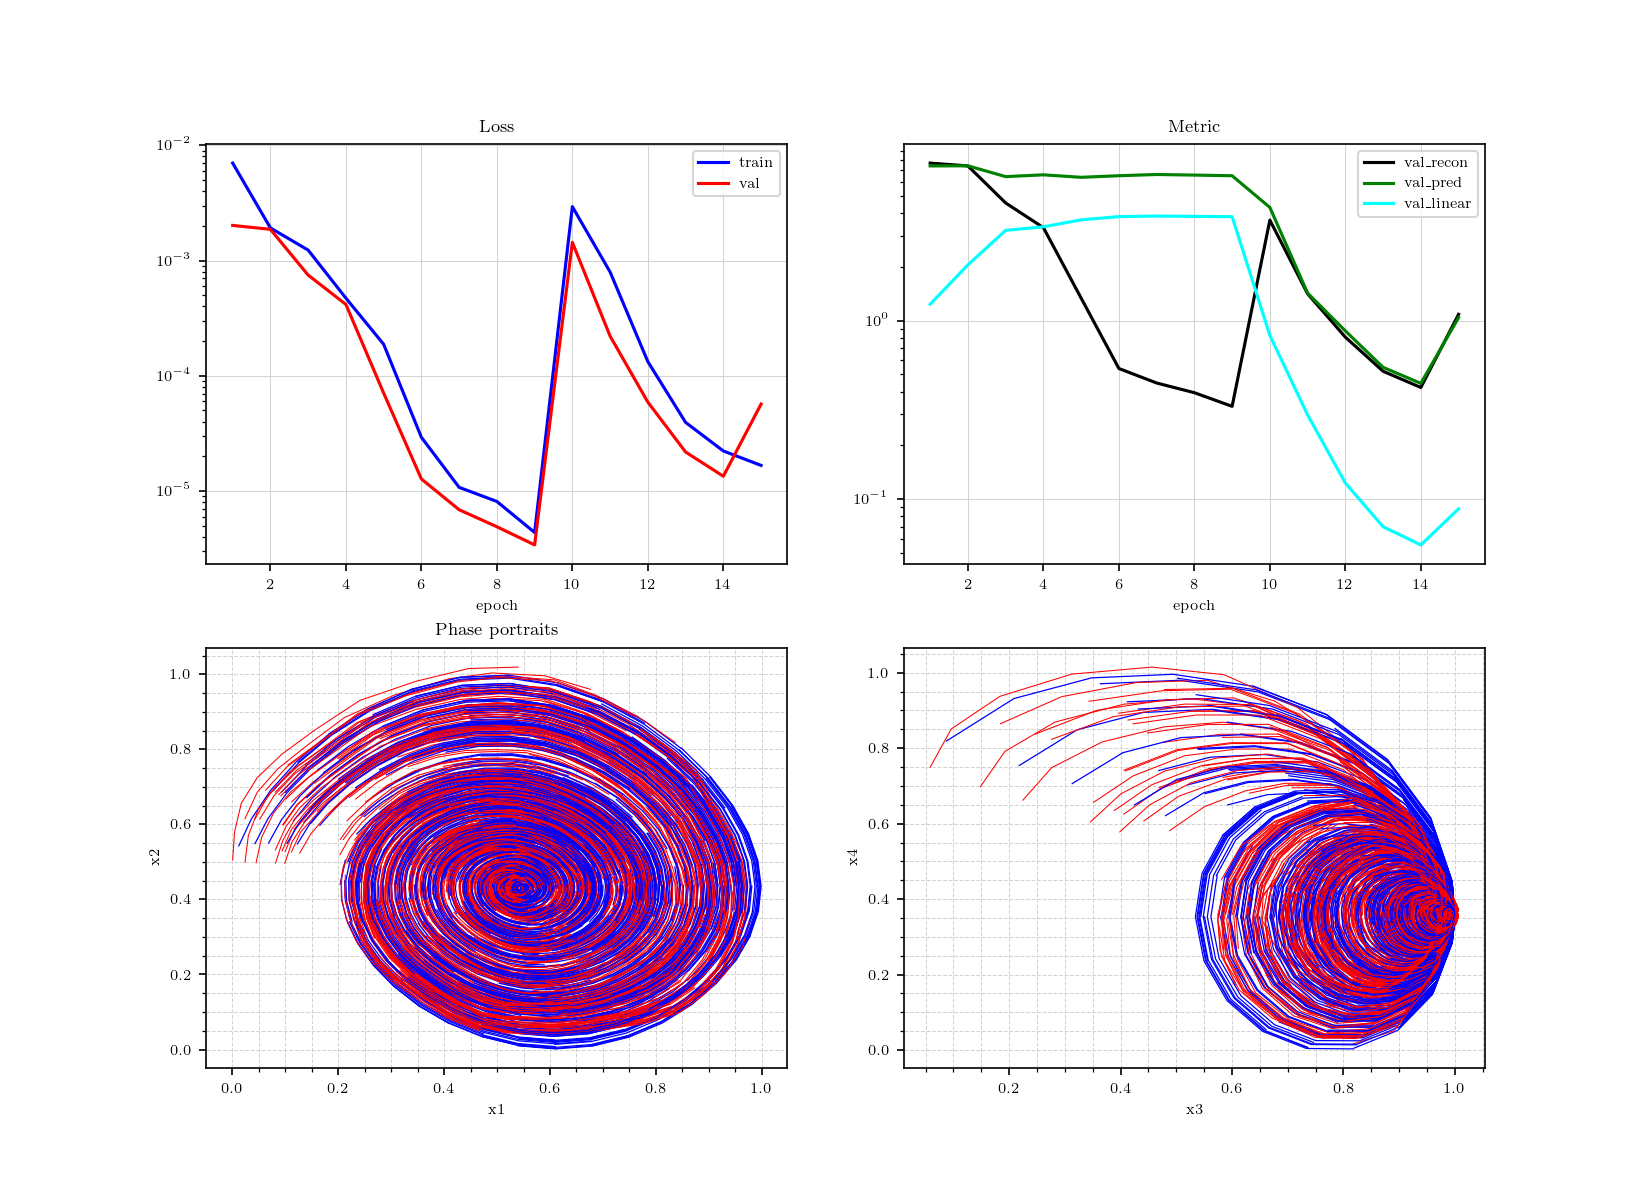 Loss
10⁻²
10⁻³
10⁻⁴
10⁻⁵
train
val
2 4 6 8 10 12 14
epoch
Metric
10⁰
10⁻¹
val_recon
val_pred
val_linear
2 4 6 8 10 12 14
epoch
Phase portraits
x2
1.0
0.8
0.6
0.4
0.2
0.0
0.0 0.2 0.4 0.6 0.8 1.0
x1
x4
1.0
0.8
0.6
0.4
0.2
0.0
0.2 0.4 0.6 0.8 1.0
x3